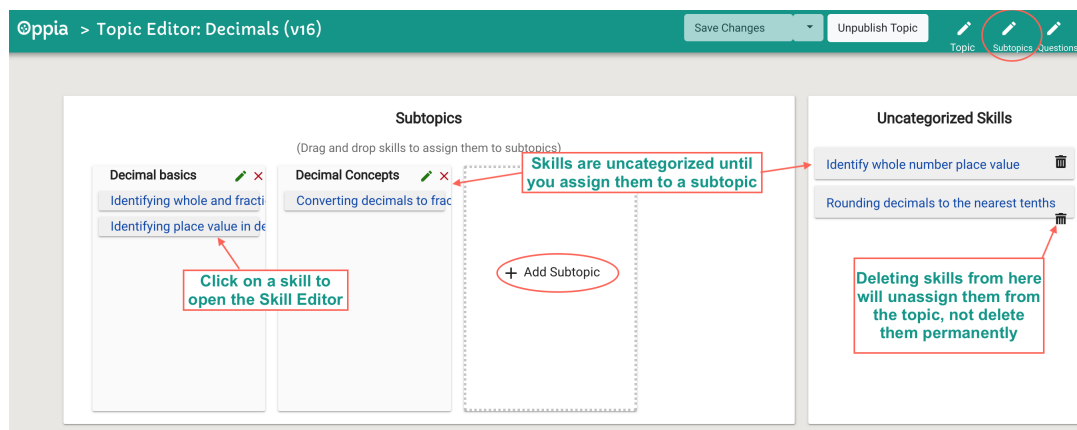 Oppia > Topic Editor: Decimals (v16)
Save Changes
Unpublish Topic
Topic
Subtopics
Questions
Subtopics
(Drag and drop skills to assign them to subtopics)
Decimal basics
Identifying whole and fracti
Identifying place value in de
Click on a skill to
open the Skill Editor
Decimal Concepts
Converting decimals to frac
Skills are uncategorized until
you assign them to a subtopic
+ Add Subtopic
Uncategorized Skills
Identify whole number place value
Rounding decimals to the nearest tenths
Deleting skills from here
will unassign them from
the topic, not delete
them permanently